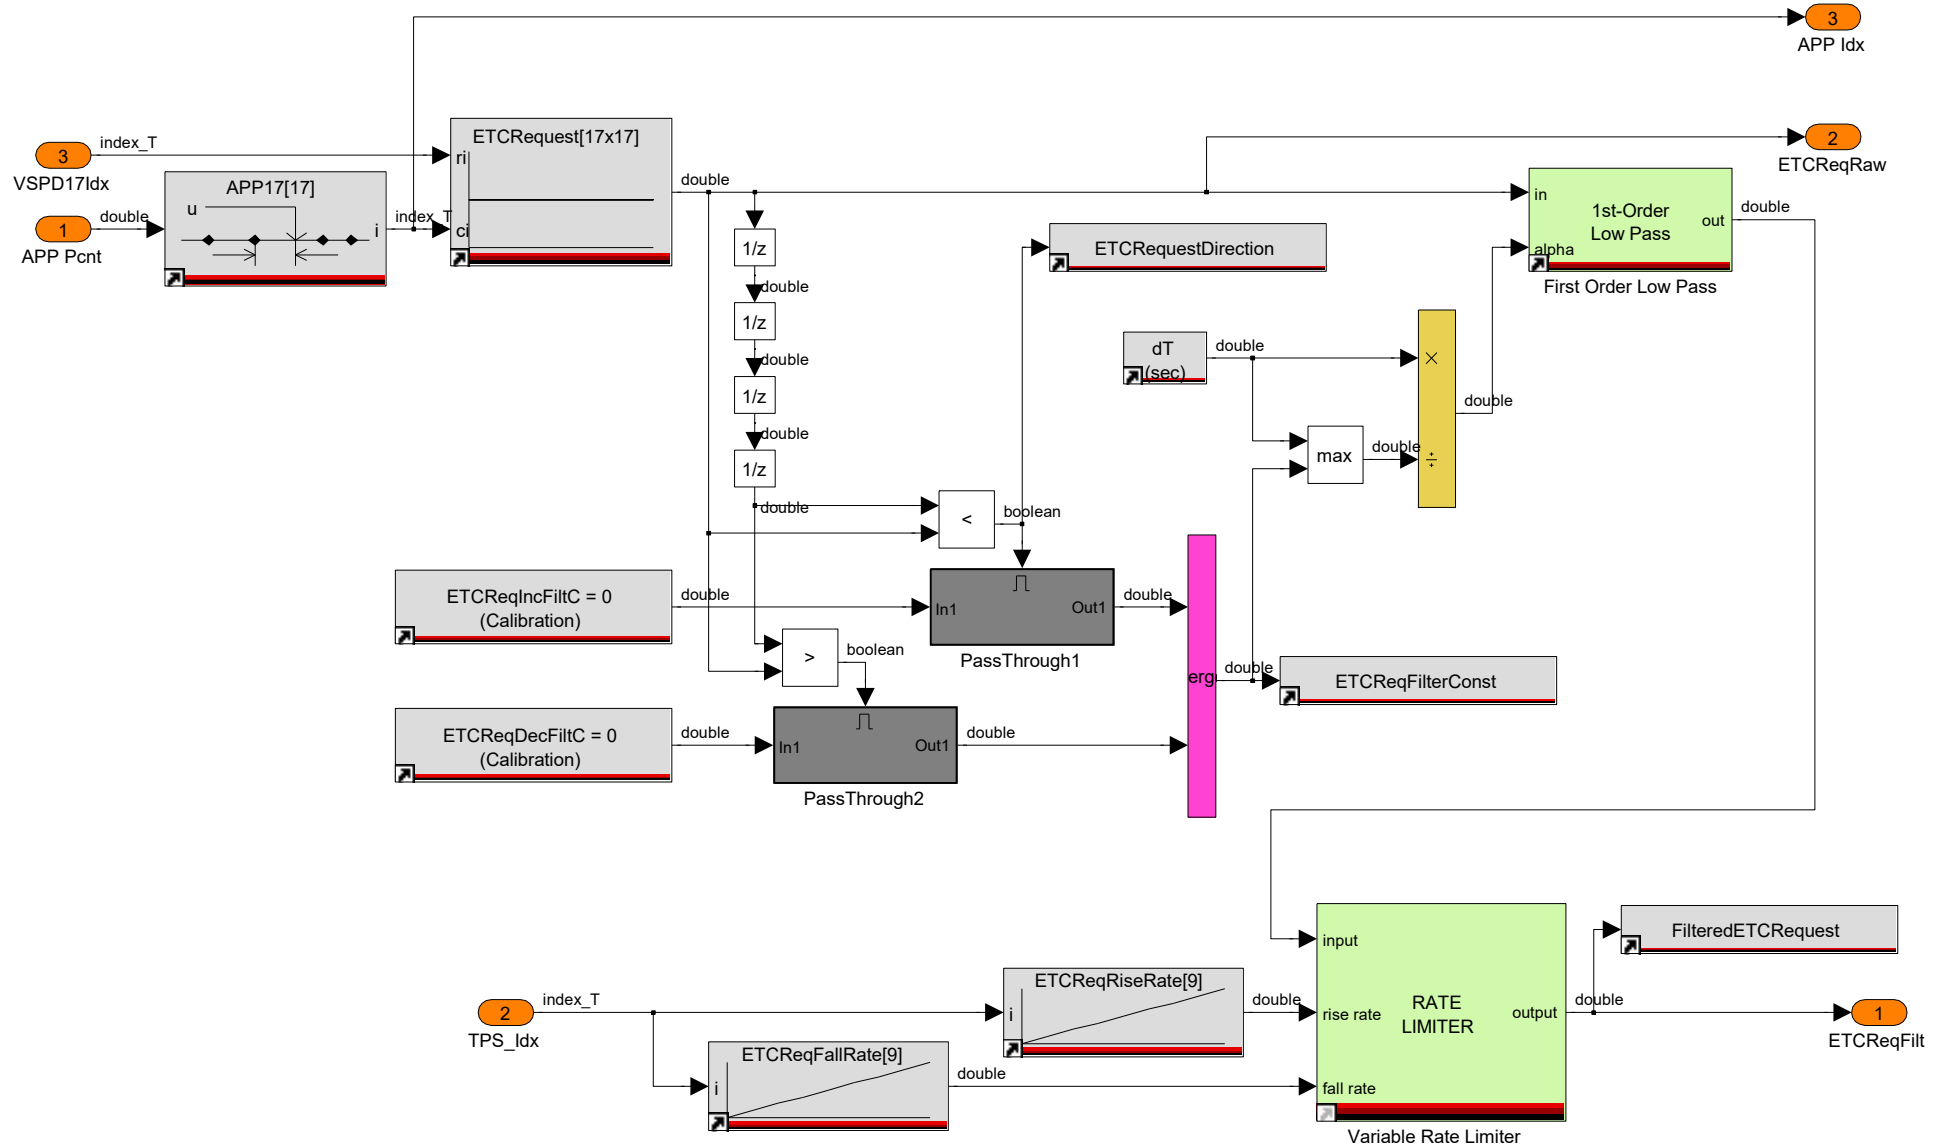 3
APP Idx
ETCRequest[17x17]
index_T
3
ri
VSPD17Idx
2
ETCReqRaw
APP17[17]
u
double
in
1st-Order
Low Pass
out
double
double
index_T
1
i
ci
APP Pcnt
alpha
First Order Low Pass
1/z
ETCRequestDirection
double
1/z
double
dT
(sec)
double
×
double
1/z
double
max
double
÷
1/z
double
<
boolean
ETCReqIncFiltC = 0
(Calibration)
double
In1
Out1
double
PassThrough1
>
boolean
erg
double
ETCReqFilterConst
ETCReqDecFiltC = 0
(Calibration)
double
In1
Out1
double
PassThrough2
input
FilteredETCRequest
ETCReqRiseRate[9]
index_T
2
TPS_Idx
i
double
rise rate
RATE
LIMITER
output
double
1
ETCReqFilt
ETCReqFallRate[9]
i
double
fall rate
Variable Rate Limiter